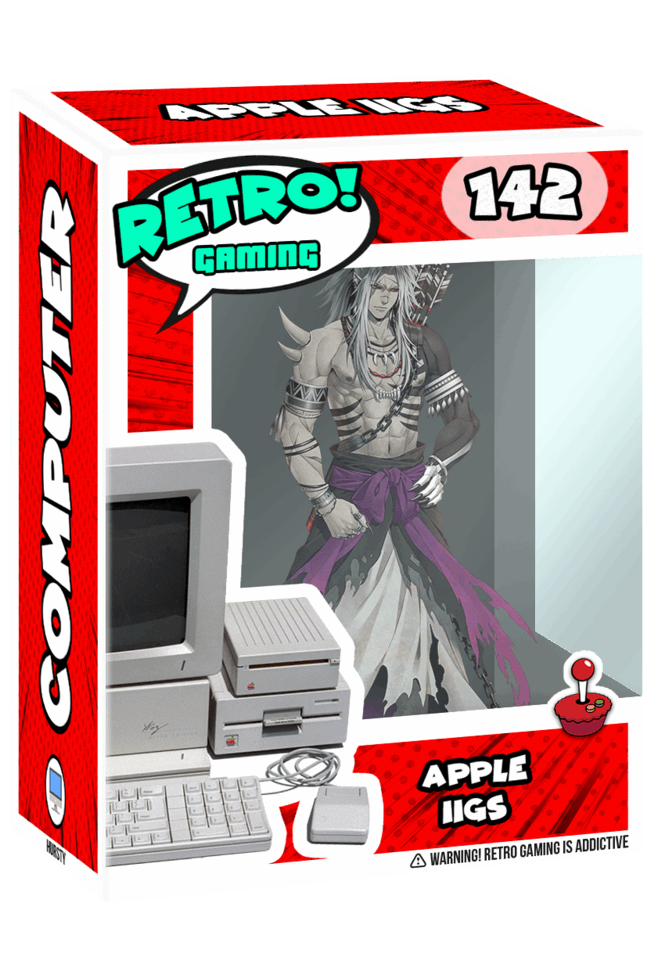 APPLE IIGS
RETRO!
GAMING
142
COMPUTER
HURSTY
APPLE
IIGS
WARNING! RETRO GAMING IS ADDICTIVE